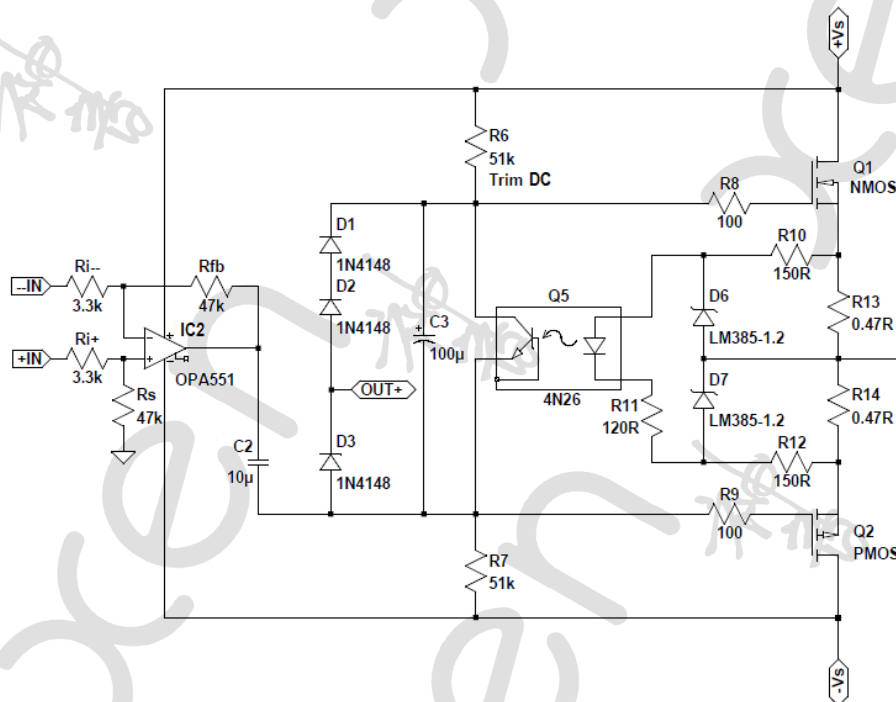 +Vs
R6
51k
Trim DC
Q1
NMOS
R8
100
D1
1N4148
R10
150R
--IN
Ri--
3.3k
Rfb
47k
D2
1N4148
Q5
D6
LM385-1.2
R13
0.47R
IC2
C3
100µ
+
+IN
Ri+
3.3k
OPA551
Rs
47k
OUT+
4N26
D7
LM385-1.2
R14
0.47R
R11
120R
C2
10µ
D3
1N4148
R12
150R
R9
100
Q2
PMOS
R7
51k
-Vs
xen